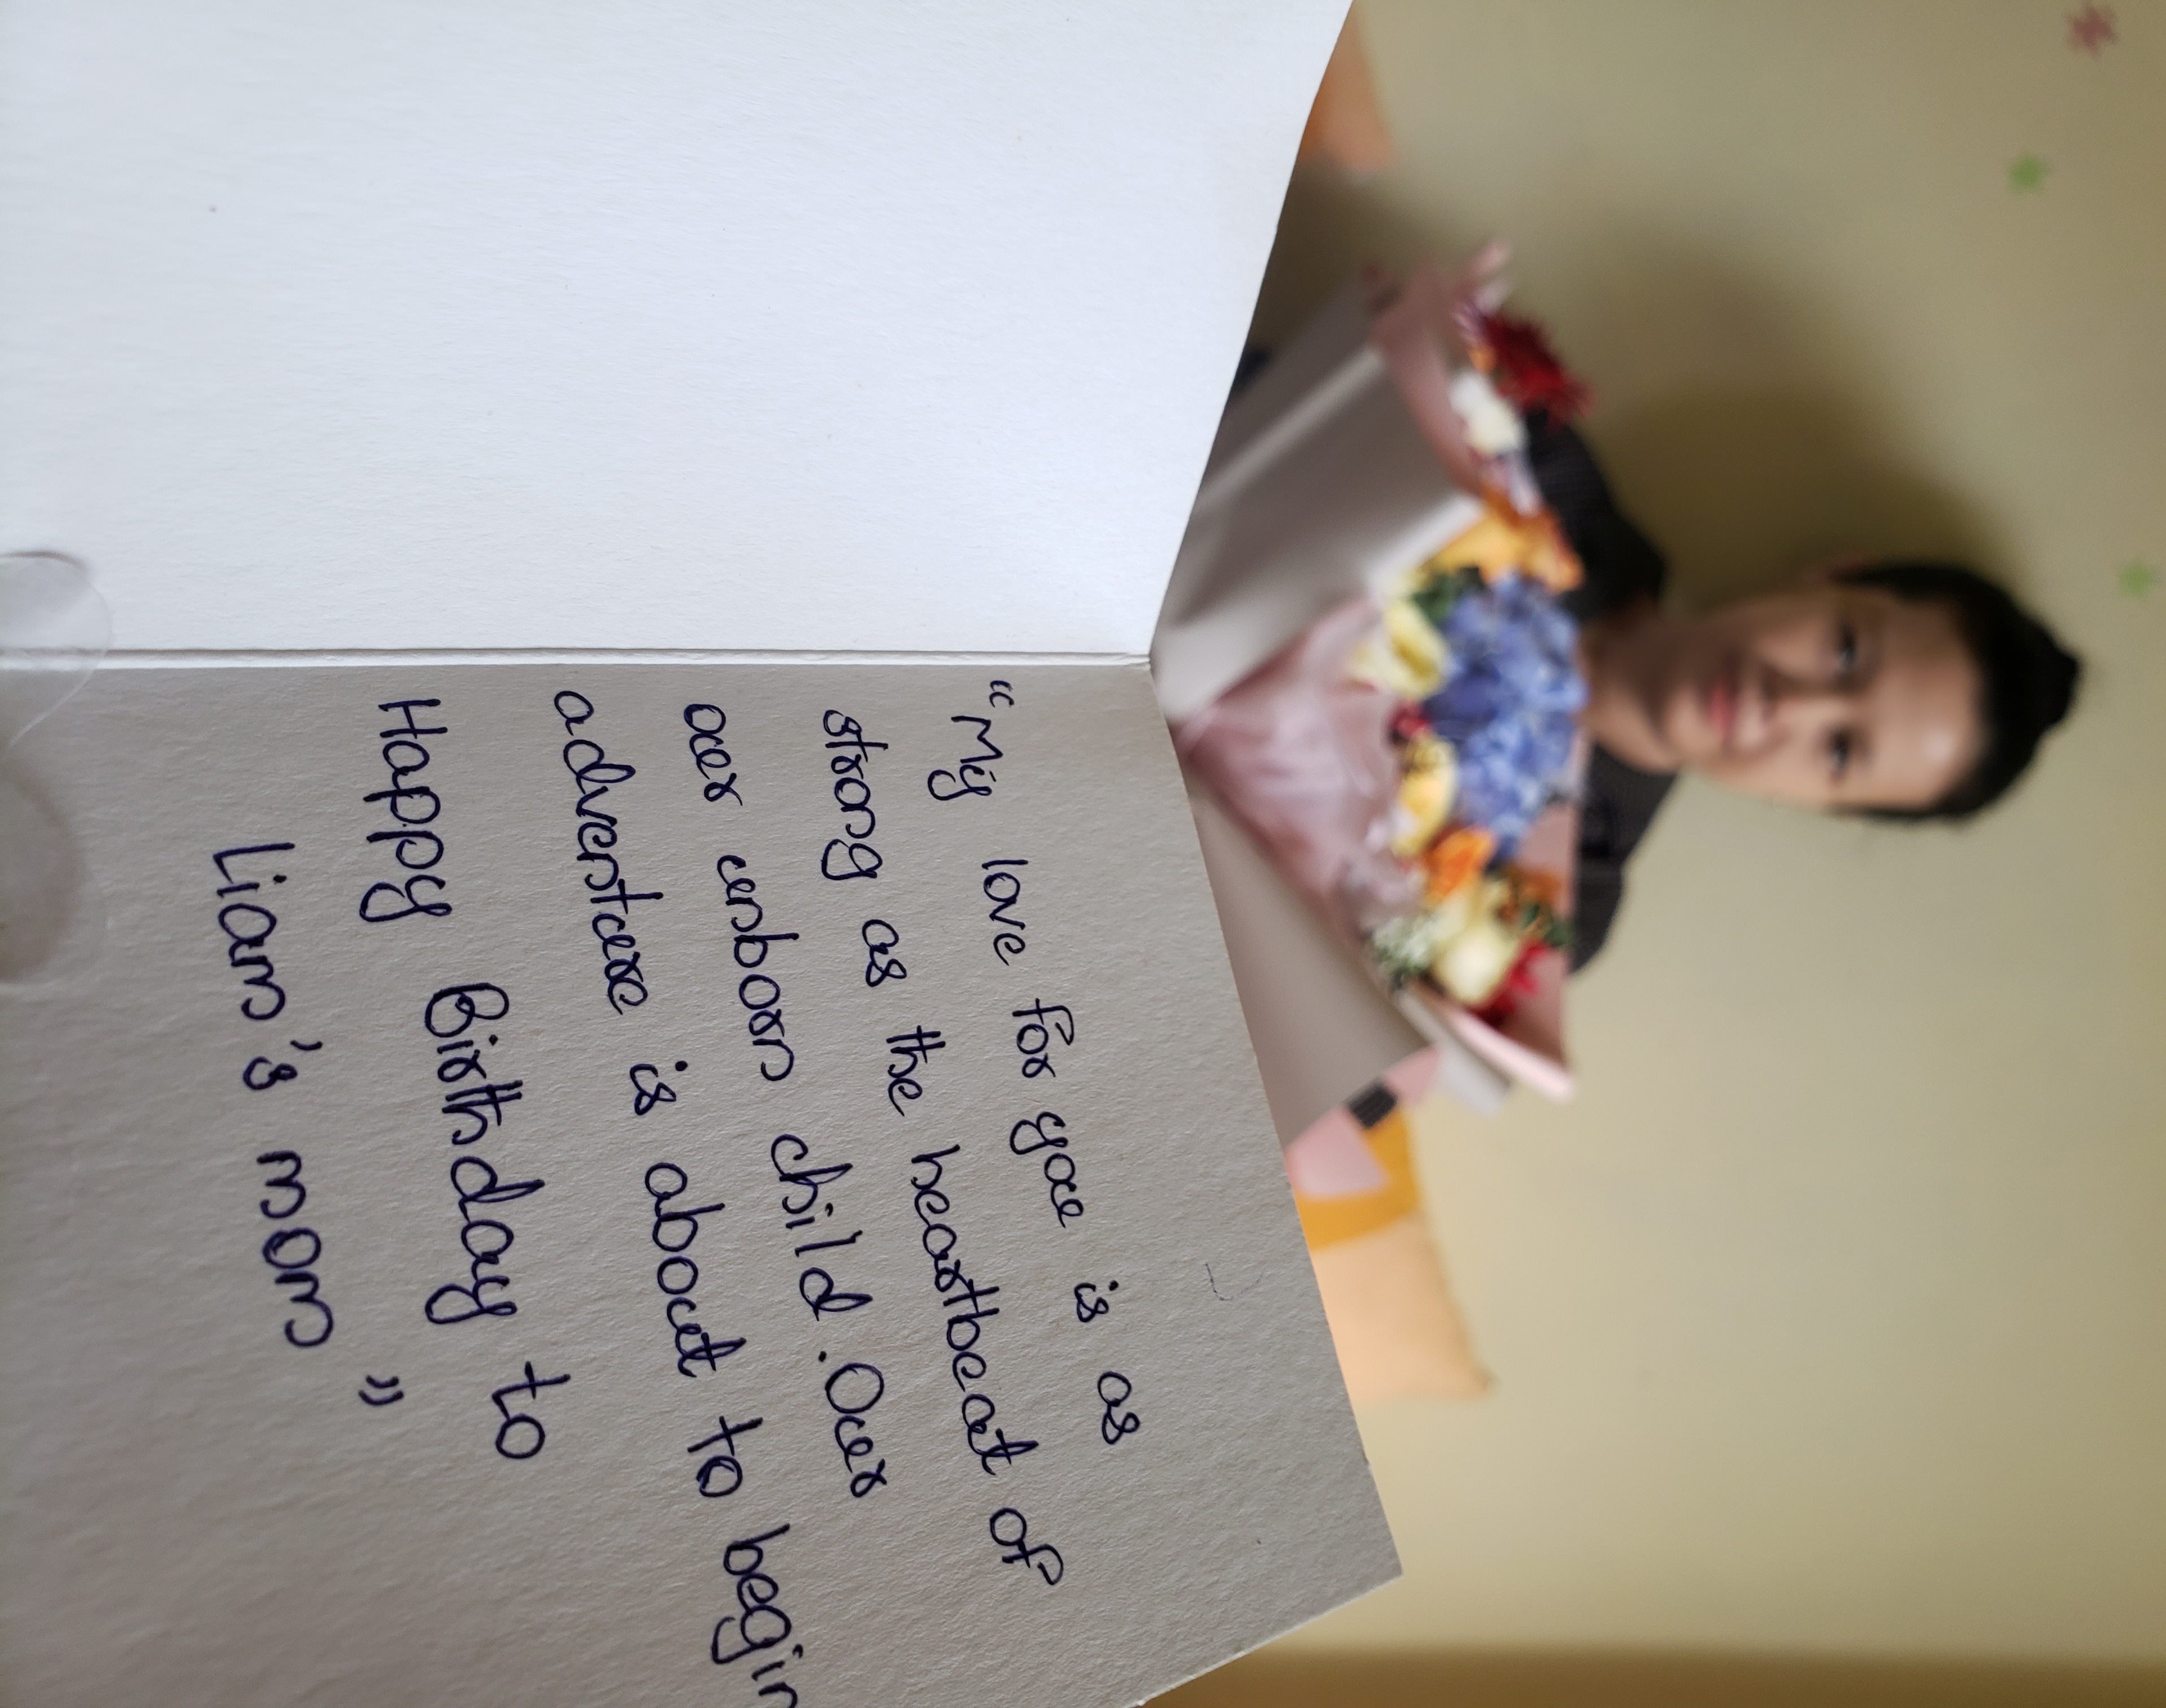 "My love for you is as
strong as the heartbeat of
our unborn child. Our
adventure is about to begin
Happy Birthday to
Liam's mom"